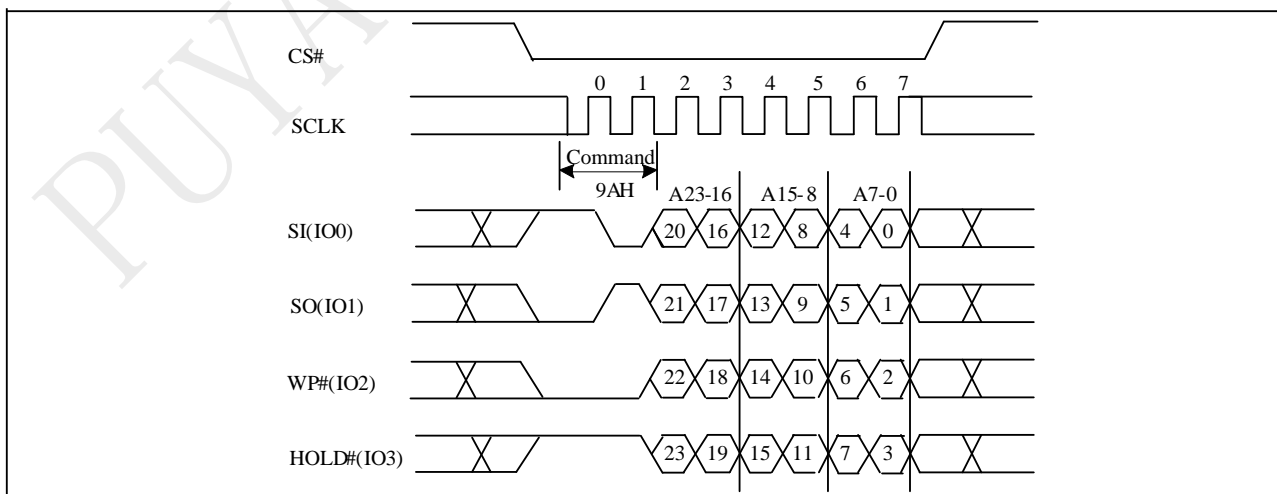 PUYA
CS#
0 1 2 3 4 5 6 7
SCLK
Command
9AH
A23-16 A15-8 A7-0
SI(IO0) 20 16 12 8 4 0
SO(IO1) 21 17 13 9 5 1
WP#(IO2) 22 18 14 10 6 2
HOLD#(IO3) 23 19 15 11 7 3